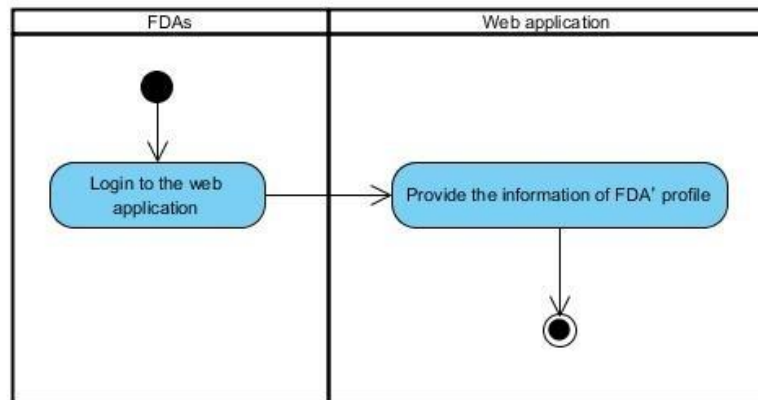 FDAs
Web application
Login to the web
application
Provide the information of FDA' profile